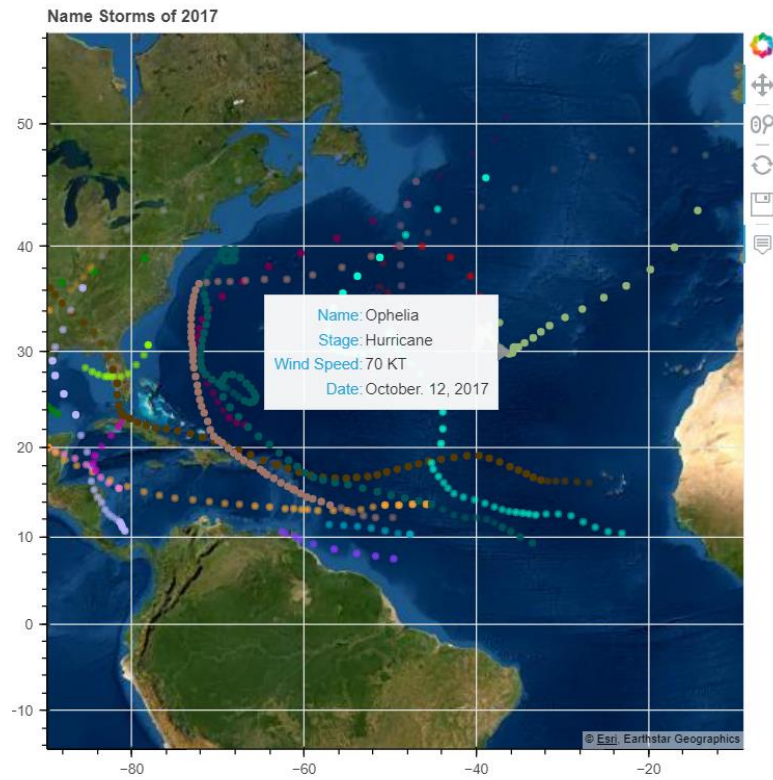 Name Storms of 2017
50
40
30
20
10
0
−10
−80
−60
−40
−20
Name: Ophelia
Stage: Hurricane
Wind Speed: 70 KT
Date: October. 12, 2017
© Esri, Earthstar Geographics